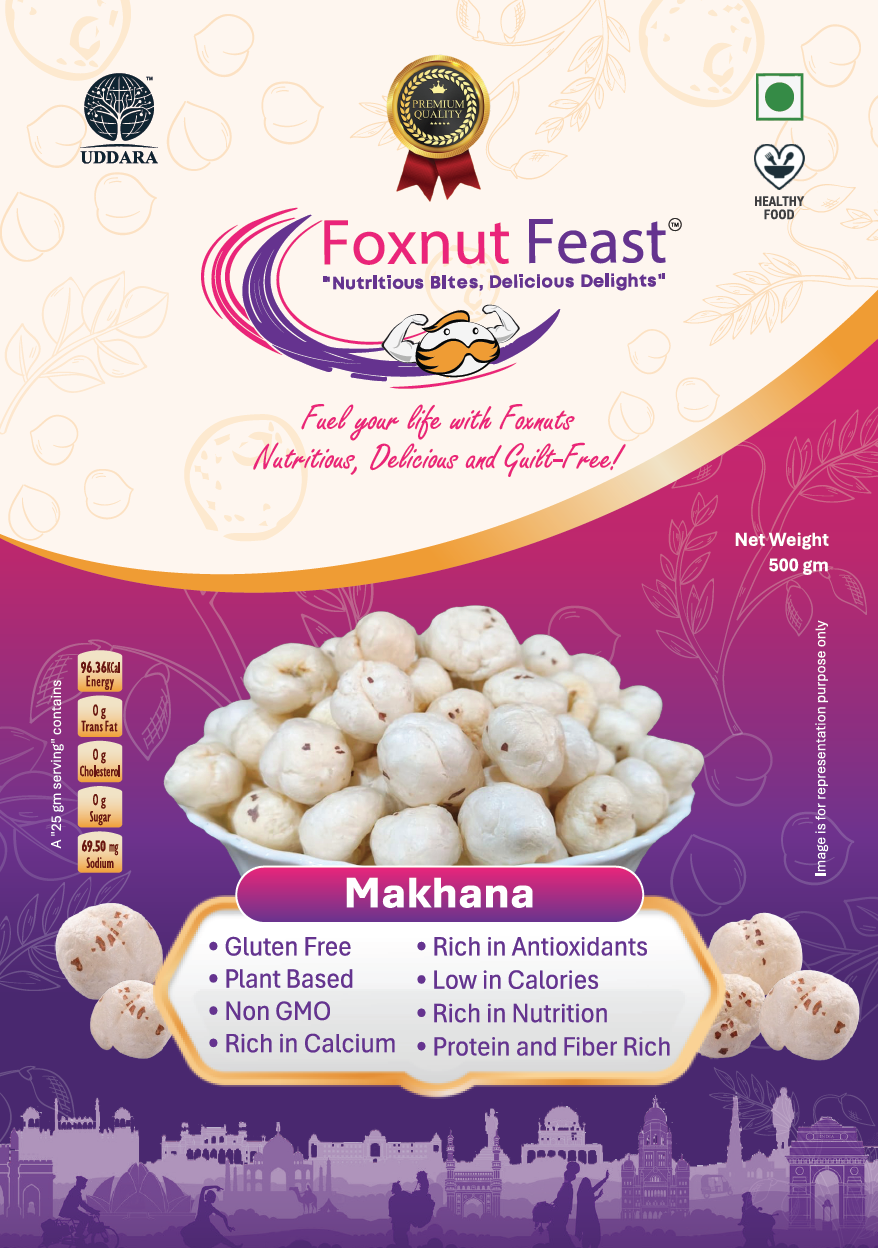 UDDARA
TM
PREMIUM
QUALITY
HEALTHY
FOOD
Foxnut Feast
TM
"Nutritious Bites, Delicious Delights"
Fuel your life with Foxnuts
Nutritious, Delicious and Guilt-Free!
Net Weight
500 gm
A "25 gm serving" contains
96.36KCal
Energy
0 g
Trans Fat
0 g
Cholesterol
0 g
Sugar
69.50 mg
Sodium
Image is for representation purpose only
Makhana
• Gluten Free
• Plant Based
• Non GMO
• Rich in Calcium
• Rich in Antioxidants
• Low in Calories
• Rich in Nutrition
• Protein and Fiber Rich